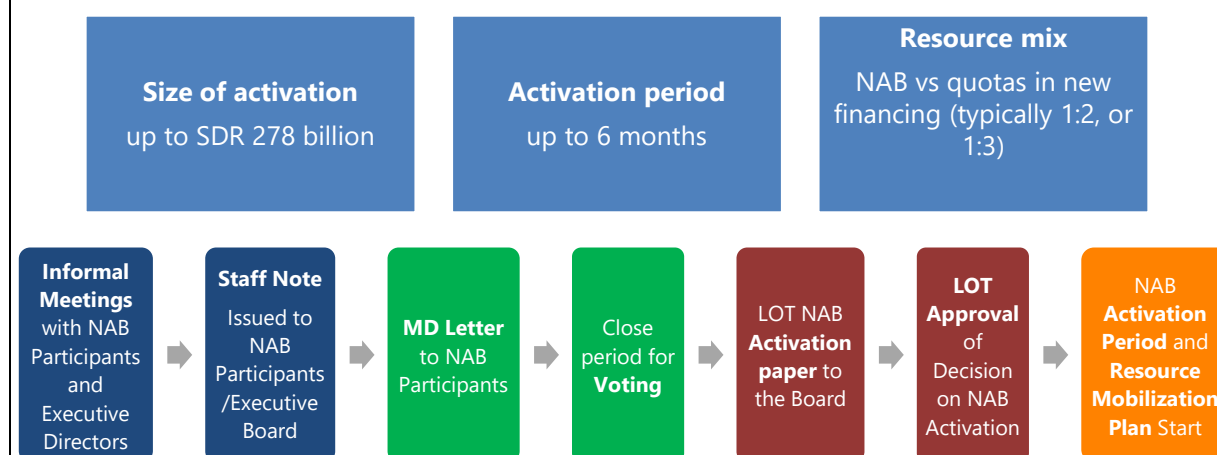 Size of activation
up to SDR 278 billion
Activation period
up to 6 months
Resource mix
NAB vs quotas in new
financing (typically 1:2, or
1:3)
Informal
Meetings
with NAB
Participants
and
Executive
Directors
Staff Note
Issued to
NAB
Participants
/Executive
Board
MD Letter
to NAB
Participants
Close
period for
Voting
LOT NAB
Activation
paper to
the Board
LOT
Approval
of
Decision
on NAB
Activation
NAB
Activation
Period and
Resource
Mobilization
Plan Start